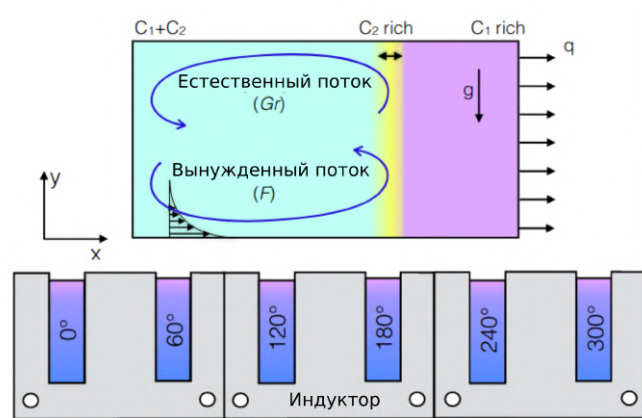 C₁+C₂ C₂ rich C₁ rich
q
Естественный поток
(Gr)
g
Вынужденный поток
(F)
y
x
0° 60° 120° 180° 240° 300°
Индуктор